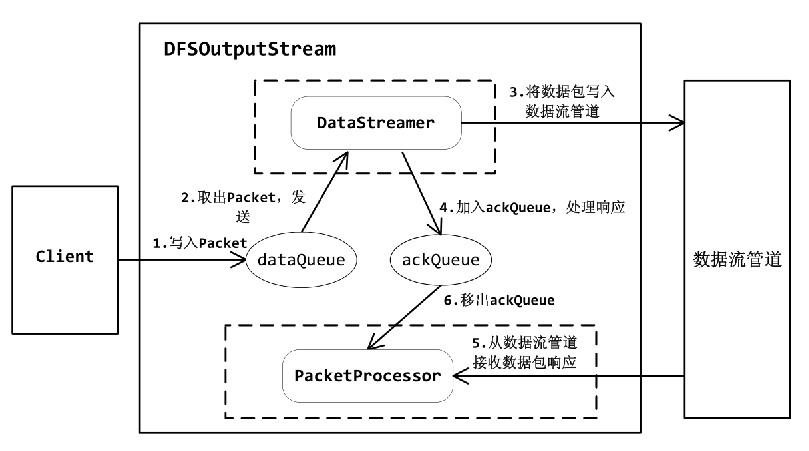 DFSOutputStream
3.将数据包写入
数据流管道
DataStreamer
2.取出Packet，发
送
4.加入ackQueue，处理响应
1.写入Packet
Client
dataQueue
ackQueue
数据流管道
6.移出ackQueue
5.从数据流管道
接收数据包响应
PacketProcessor